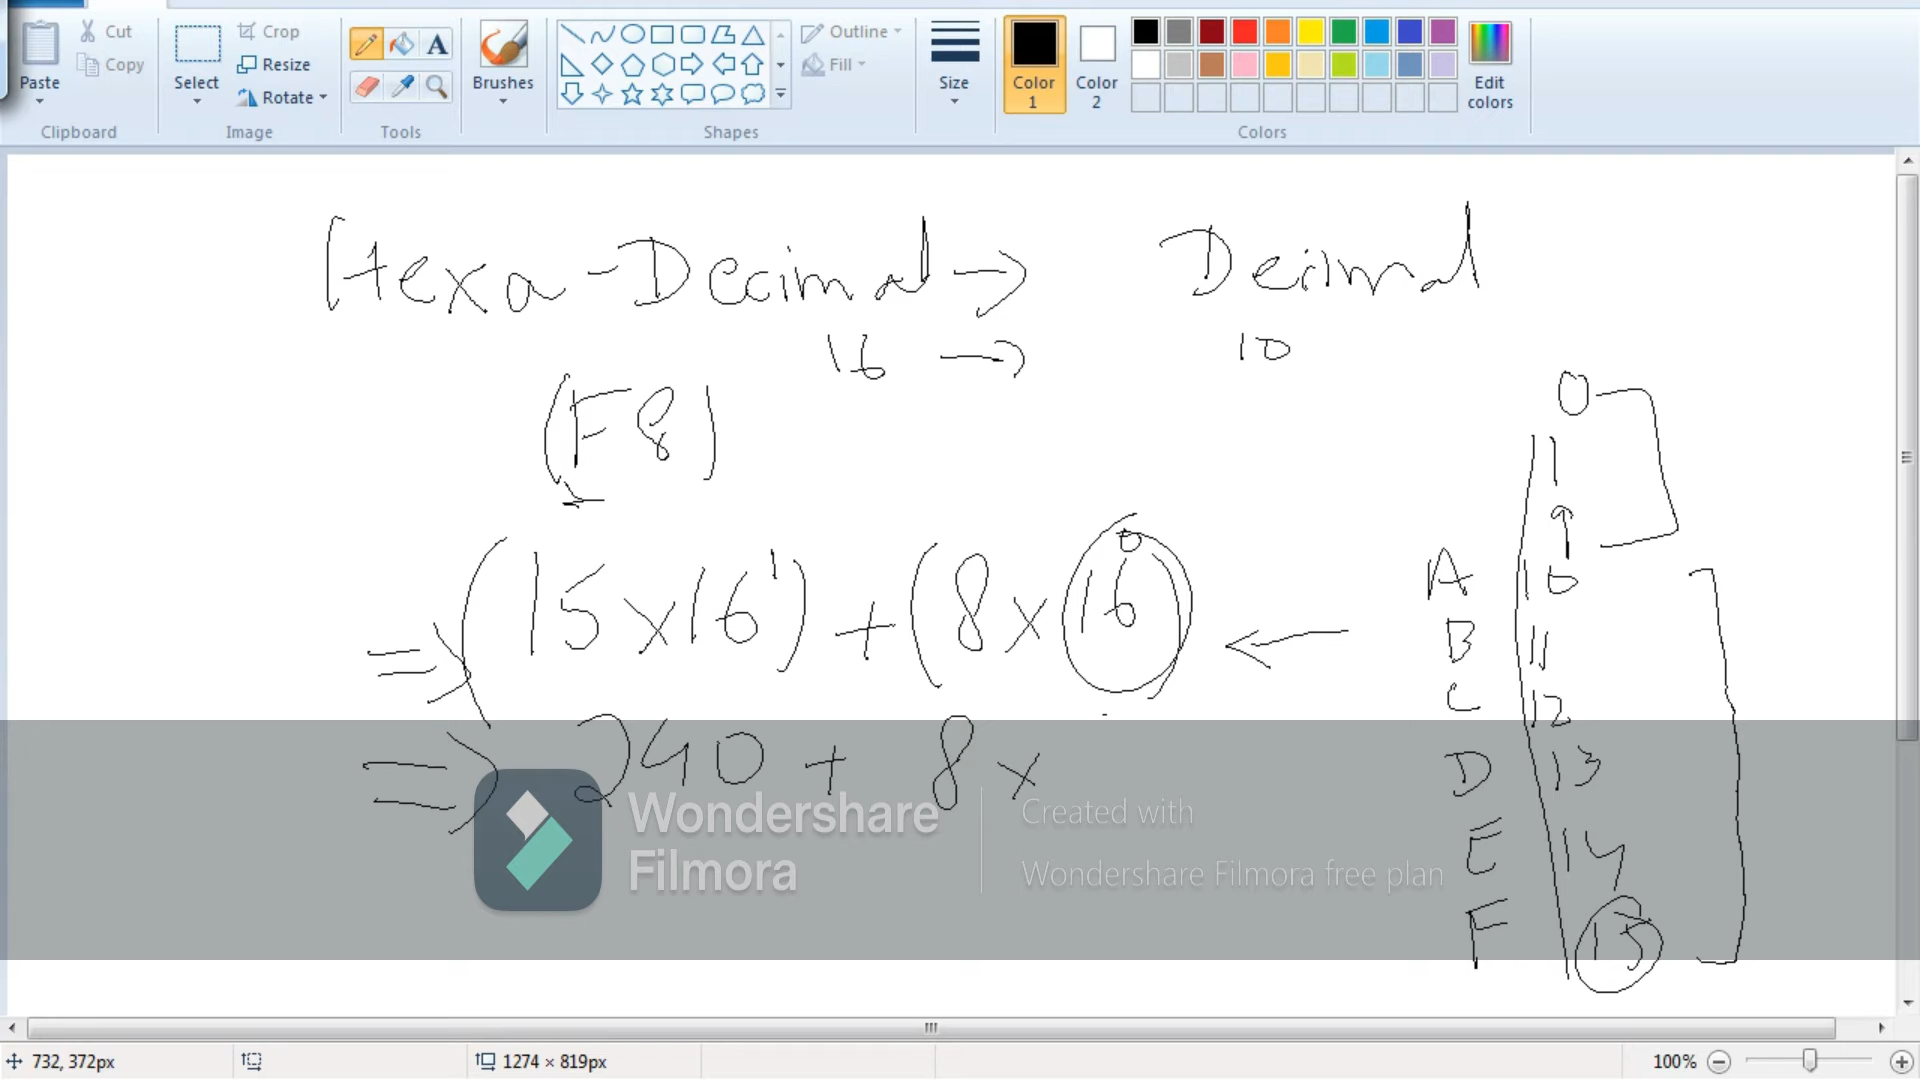 Cut
Copy
Paste
Clipboard
Select
Crop
Resize
Rotate
Image
A
Tools
Brushes
Shapes
Outline
Fill
Size
Color 1
Color 2
Edit colors
Colors
Hexa-Decimal → Deimal
16 → 10
(F8)
⇒ (15×16¹) + (8×16⁰) ←
⇒ 240 + 8×
0
1
9
A 10
B 11
C 12
D 13
E 14
F 15
Wondershare Filmora
Created with
Wondershare Filmora free plan
732, 372px
1274 × 819px
100%